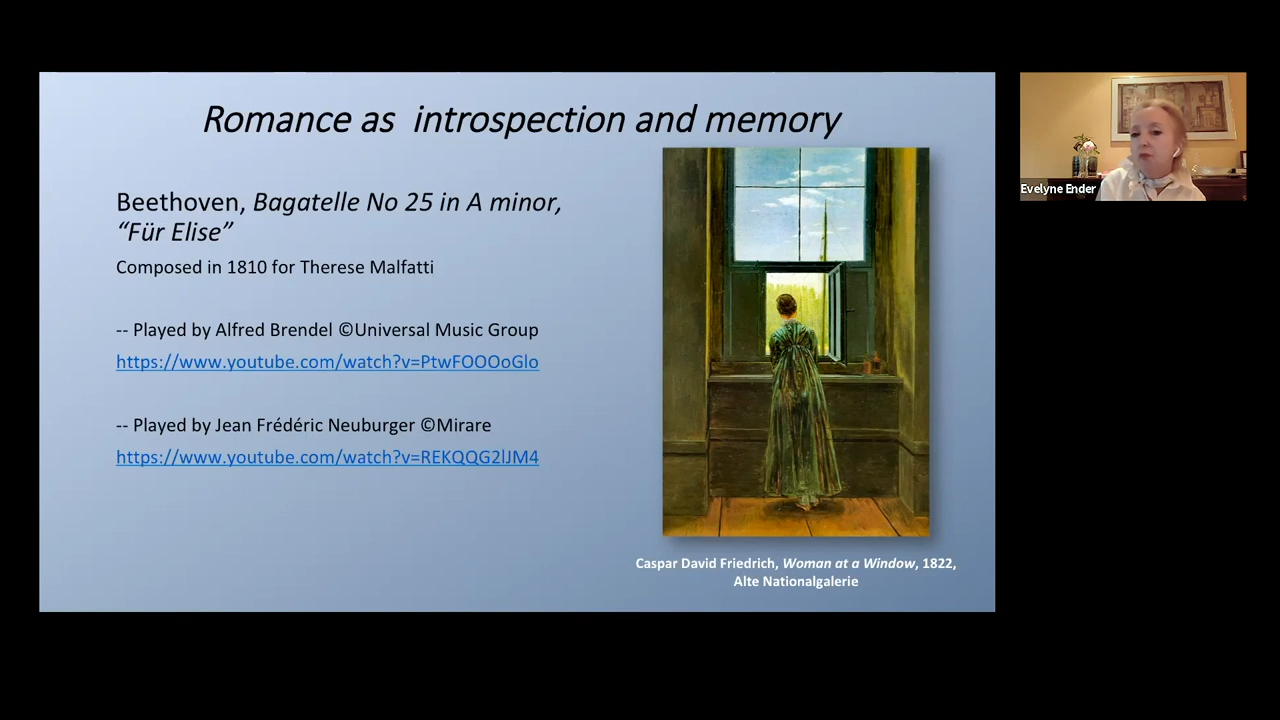 Romance as introspection and memory
Beethoven, Bagatelle No 25 in A minor,
“Für Elise”
Composed in 1810 for Therese Malfatti
-- Played by Alfred Brendel ©Universal Music Group
https://www.youtube.com/watch?v=PtwFOOOoGlo
-- Played by Jean Frédéric Neuburger ©Mirare
https://www.youtube.com/watch?v=REKQQG2lJM4
Caspar David Friedrich, Woman at a Window, 1822,
Alte Nationalgalerie
Evelyne Ender